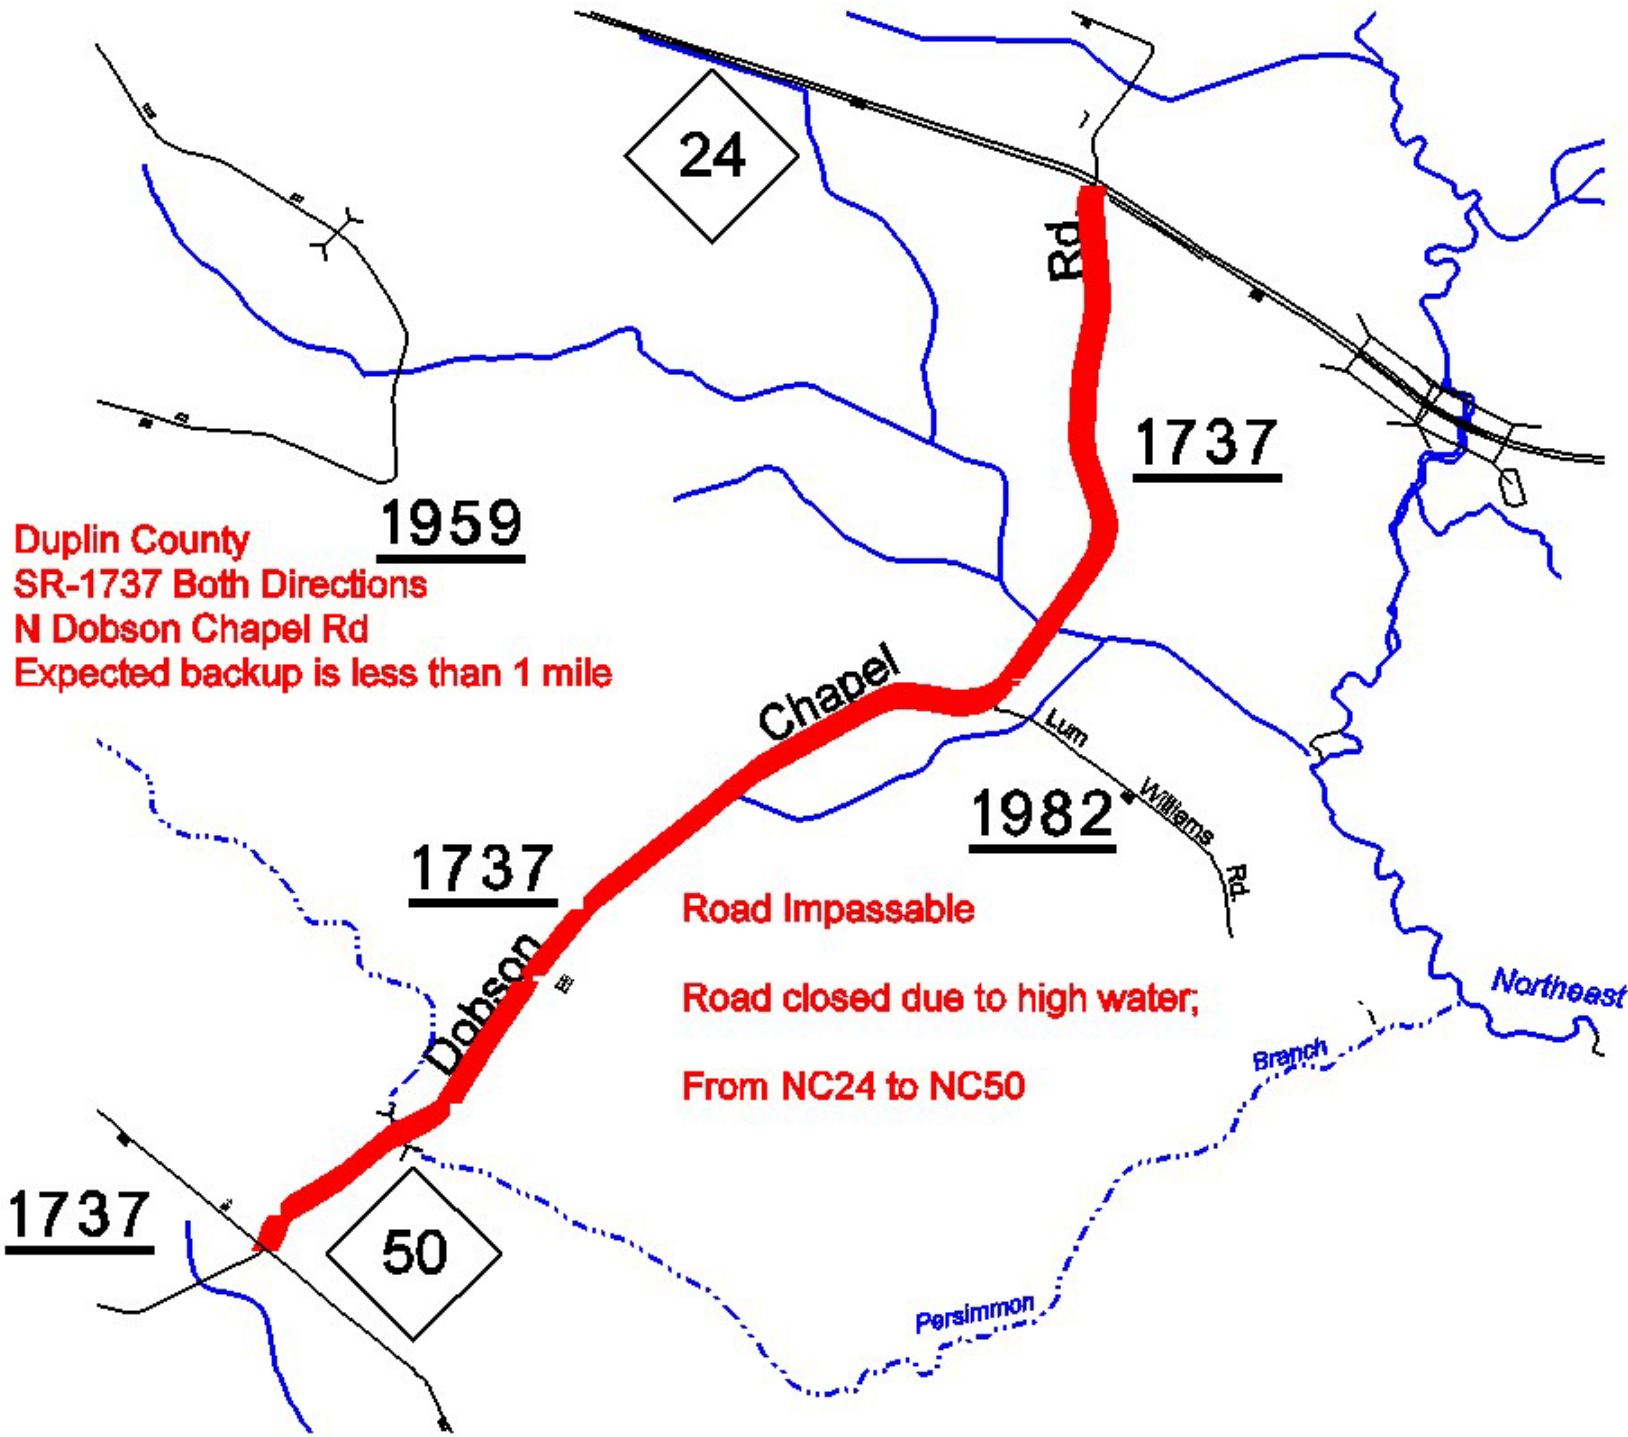 24
Rd.
1737
1959
Duplin County
SR-1737 Both Directions
N Dobson Chapel Rd
Expected backup is less than 1 mile
Chapel
Lum
Williams
Rd.
1982
1737
Road Impassable
Dobson
Road closed due to high water;
Northeast
Branch
From NC24 to NC50
1737
50
Persimmon